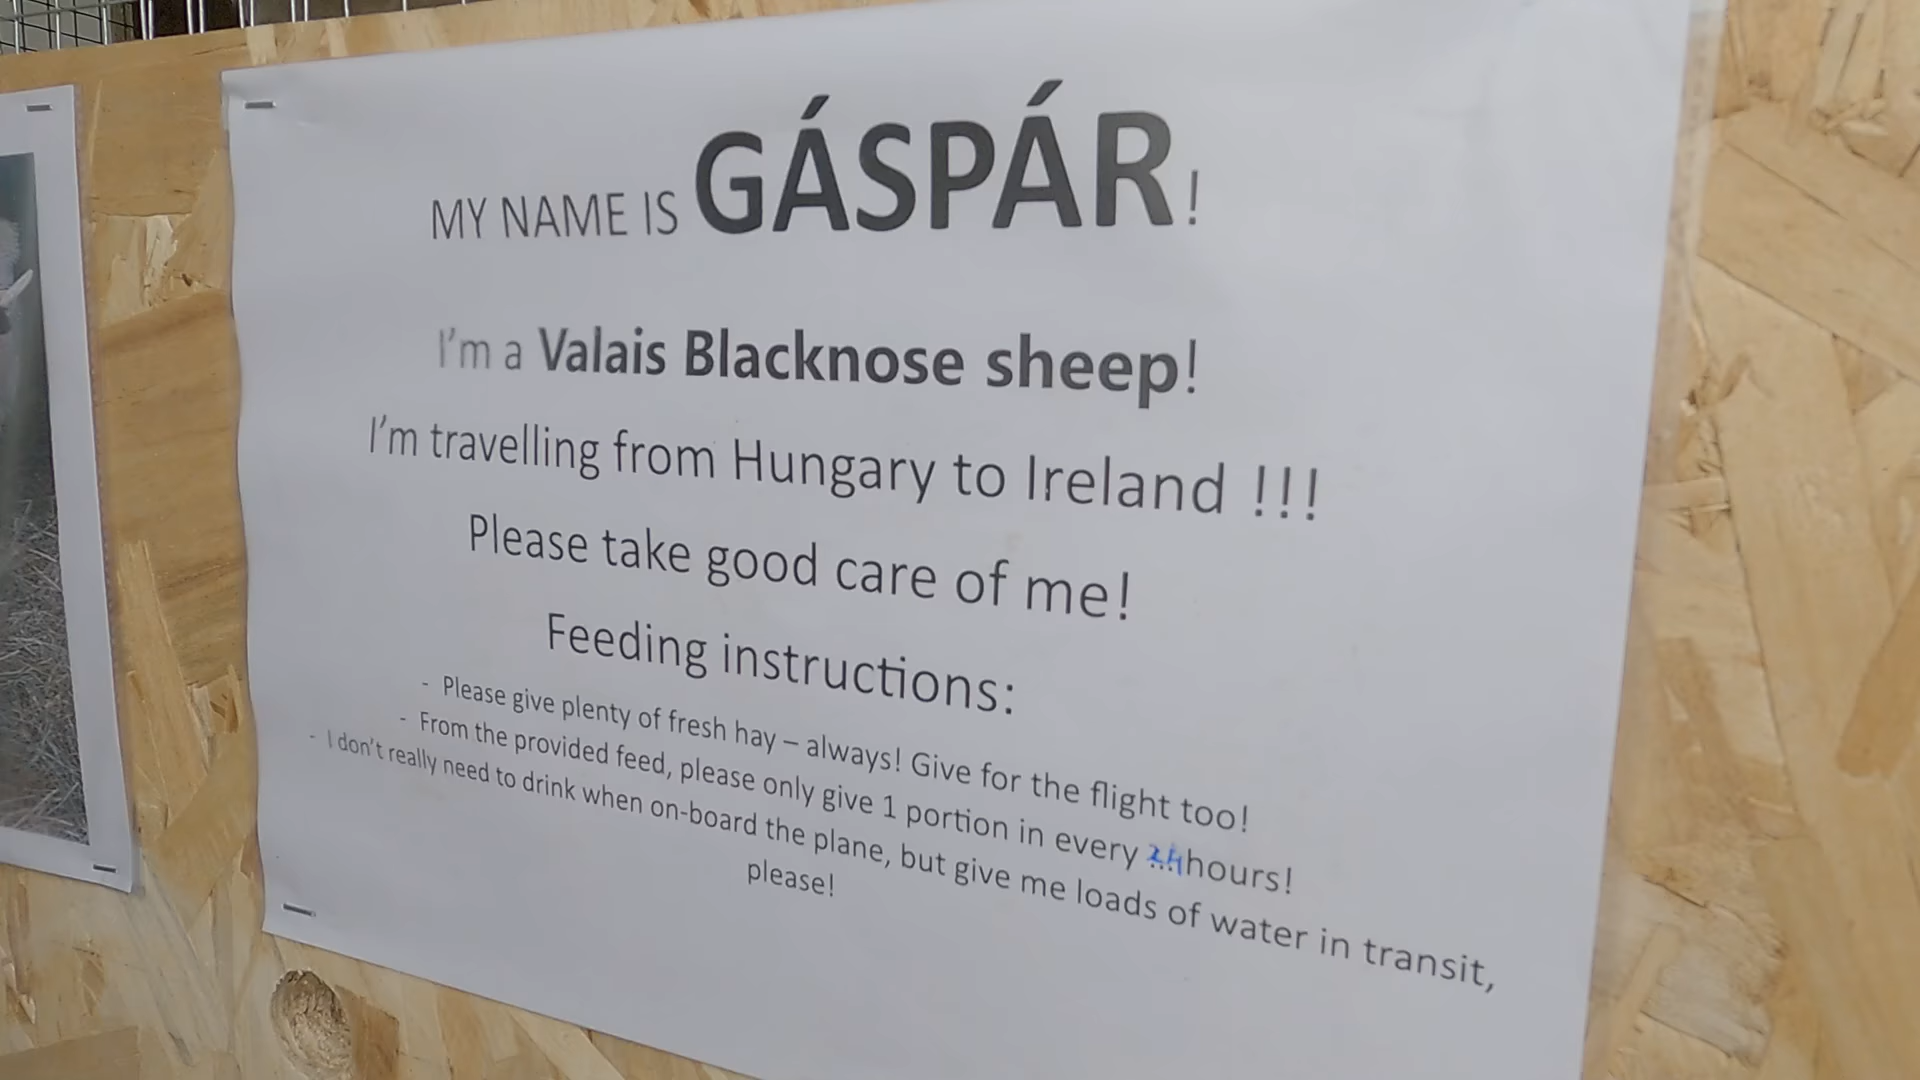 MY NAME IS GÁSPÁR!
I'm a Valais Blacknose sheep!
I'm travelling from Hungary to Ireland !!!
Please take good care of me!
Feeding instructions:
- Please give plenty of fresh hay – always! Give for the flight too!
- From the provided feed, please only give 1 portion in every 24 hours!
- I don't really need to drink when on-board the plane, but give me loads of water in transit,
please!